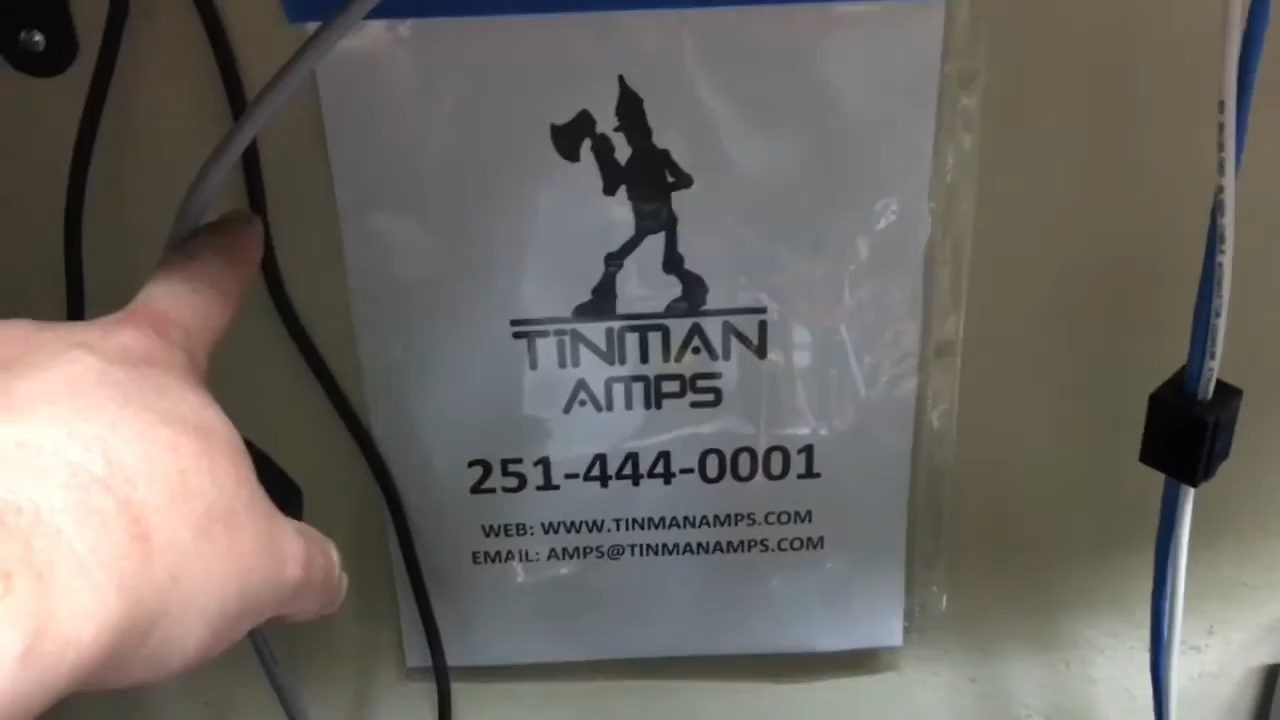 TINMAN
AMPS
251-444-0001
WEB: WWW.TINMANAMPS.COM
EMAIL: AMPS@TINMANAMPS.COM